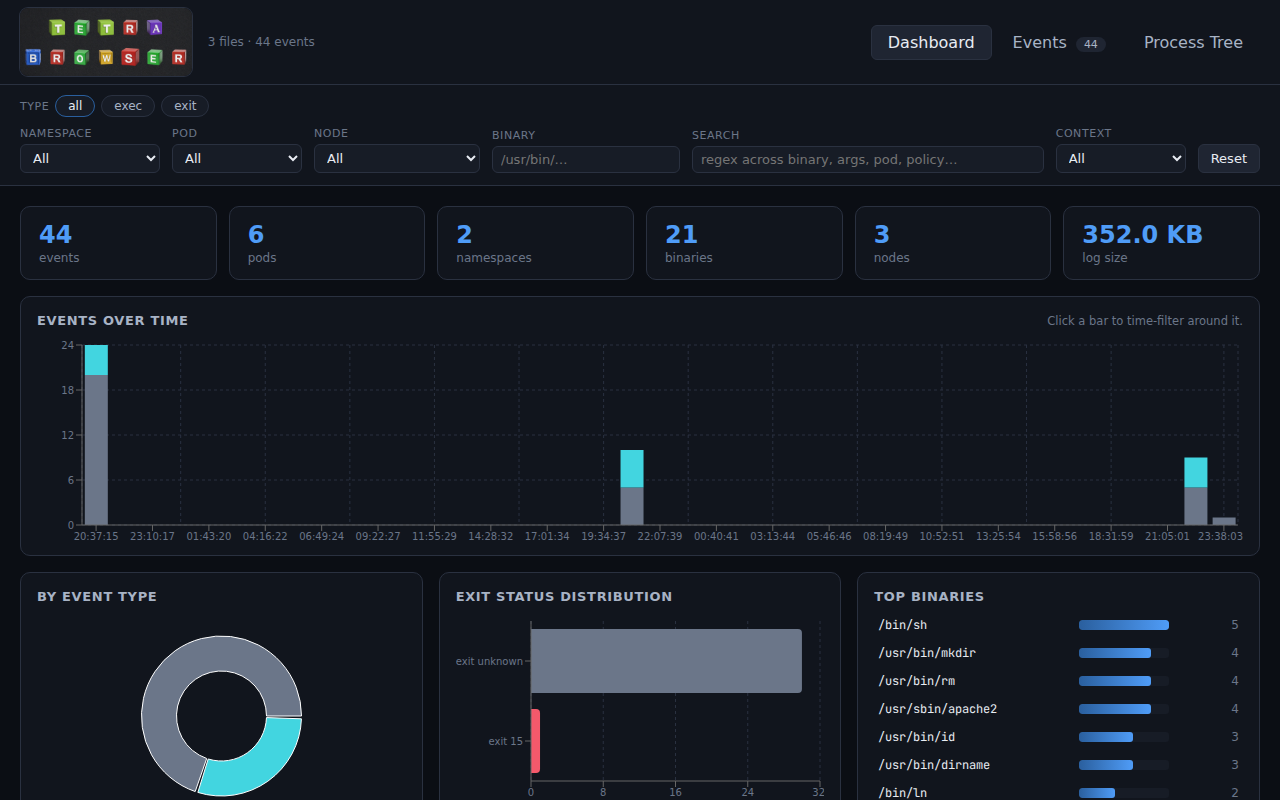 TETRA
BROWSER
3 files · 44 events
Dashboard
Events 44
Process Tree
TYPE all exec exit
NAMESPACE POD NODE BINARY SEARCH CONTEXT
All All All /usr/bin/... regex across binary, args, pod, policy... All Reset
44 6 2 21 3 352.0 KB
events pods namespaces binaries nodes log size
EVENTS OVER TIME
Click a bar to time-filter around it.
24
18
12
6
0
20:37:15 23:10:17 01:43:20 04:16:22 06:49:24 09:22:27 11:55:29 14:28:32 17:01:34 19:34:37 22:07:39 00:40:41 03:13:44 05:46:46 08:19:49 10:52:51 13:25:54 15:58:56 18:31:59 21:05:01 23:38:03
BY EVENT TYPE
EXIT STATUS DISTRIBUTION
exit unknown
exit 15
0 8 16 24 32
TOP BINARIES
/bin/sh 5
/usr/bin/mkdir 4
/usr/bin/rm 4
/usr/sbin/apache2 4
/usr/bin/id 3
/usr/bin/dirname 3
/bin/ln 2